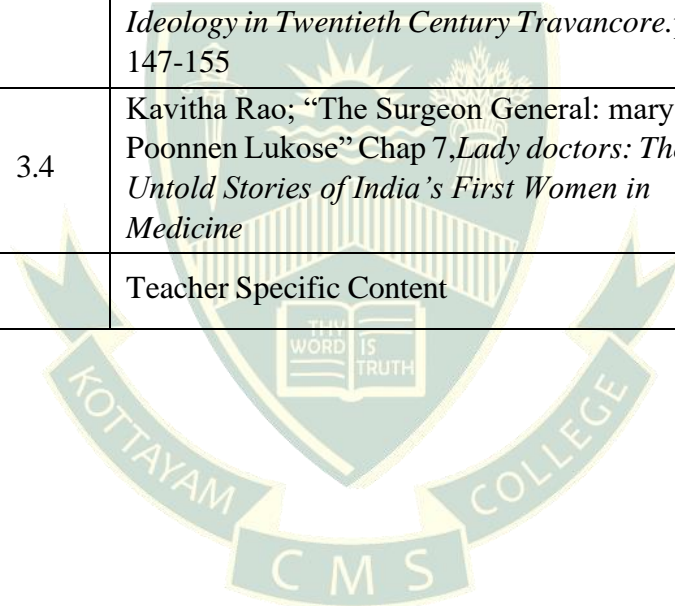 Ideology in Twentieth Century Travancore.
147-155
3.4
Kavitha Rao; “The Surgeon General: mary
Poonnen Lukose” Chap 7,Lady doctors: The
Untold Stories of India’s First Women in
Medicine
Teacher Specific Content
THY
WORD IS
TRUTH
KOTTAYAM
COLLEGE
CMS